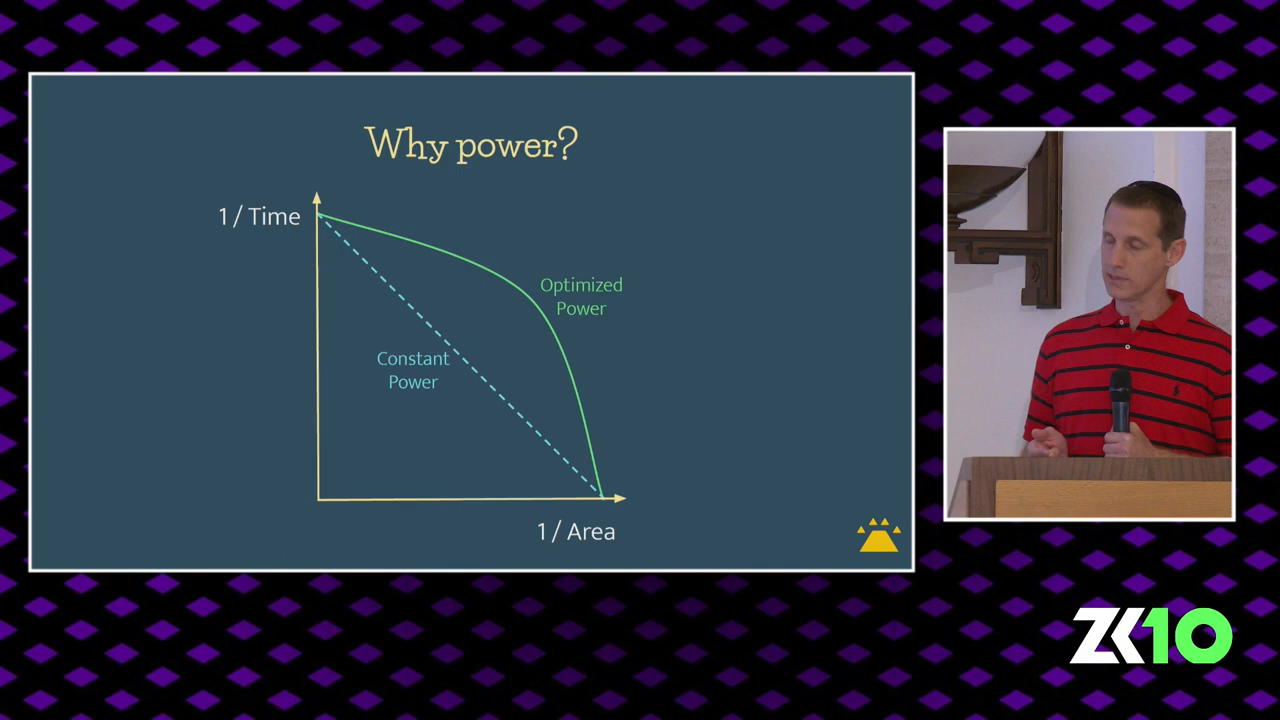 Why power?
1 / Time
Optimized
Power
Constant
Power
1 / Area
ZK10